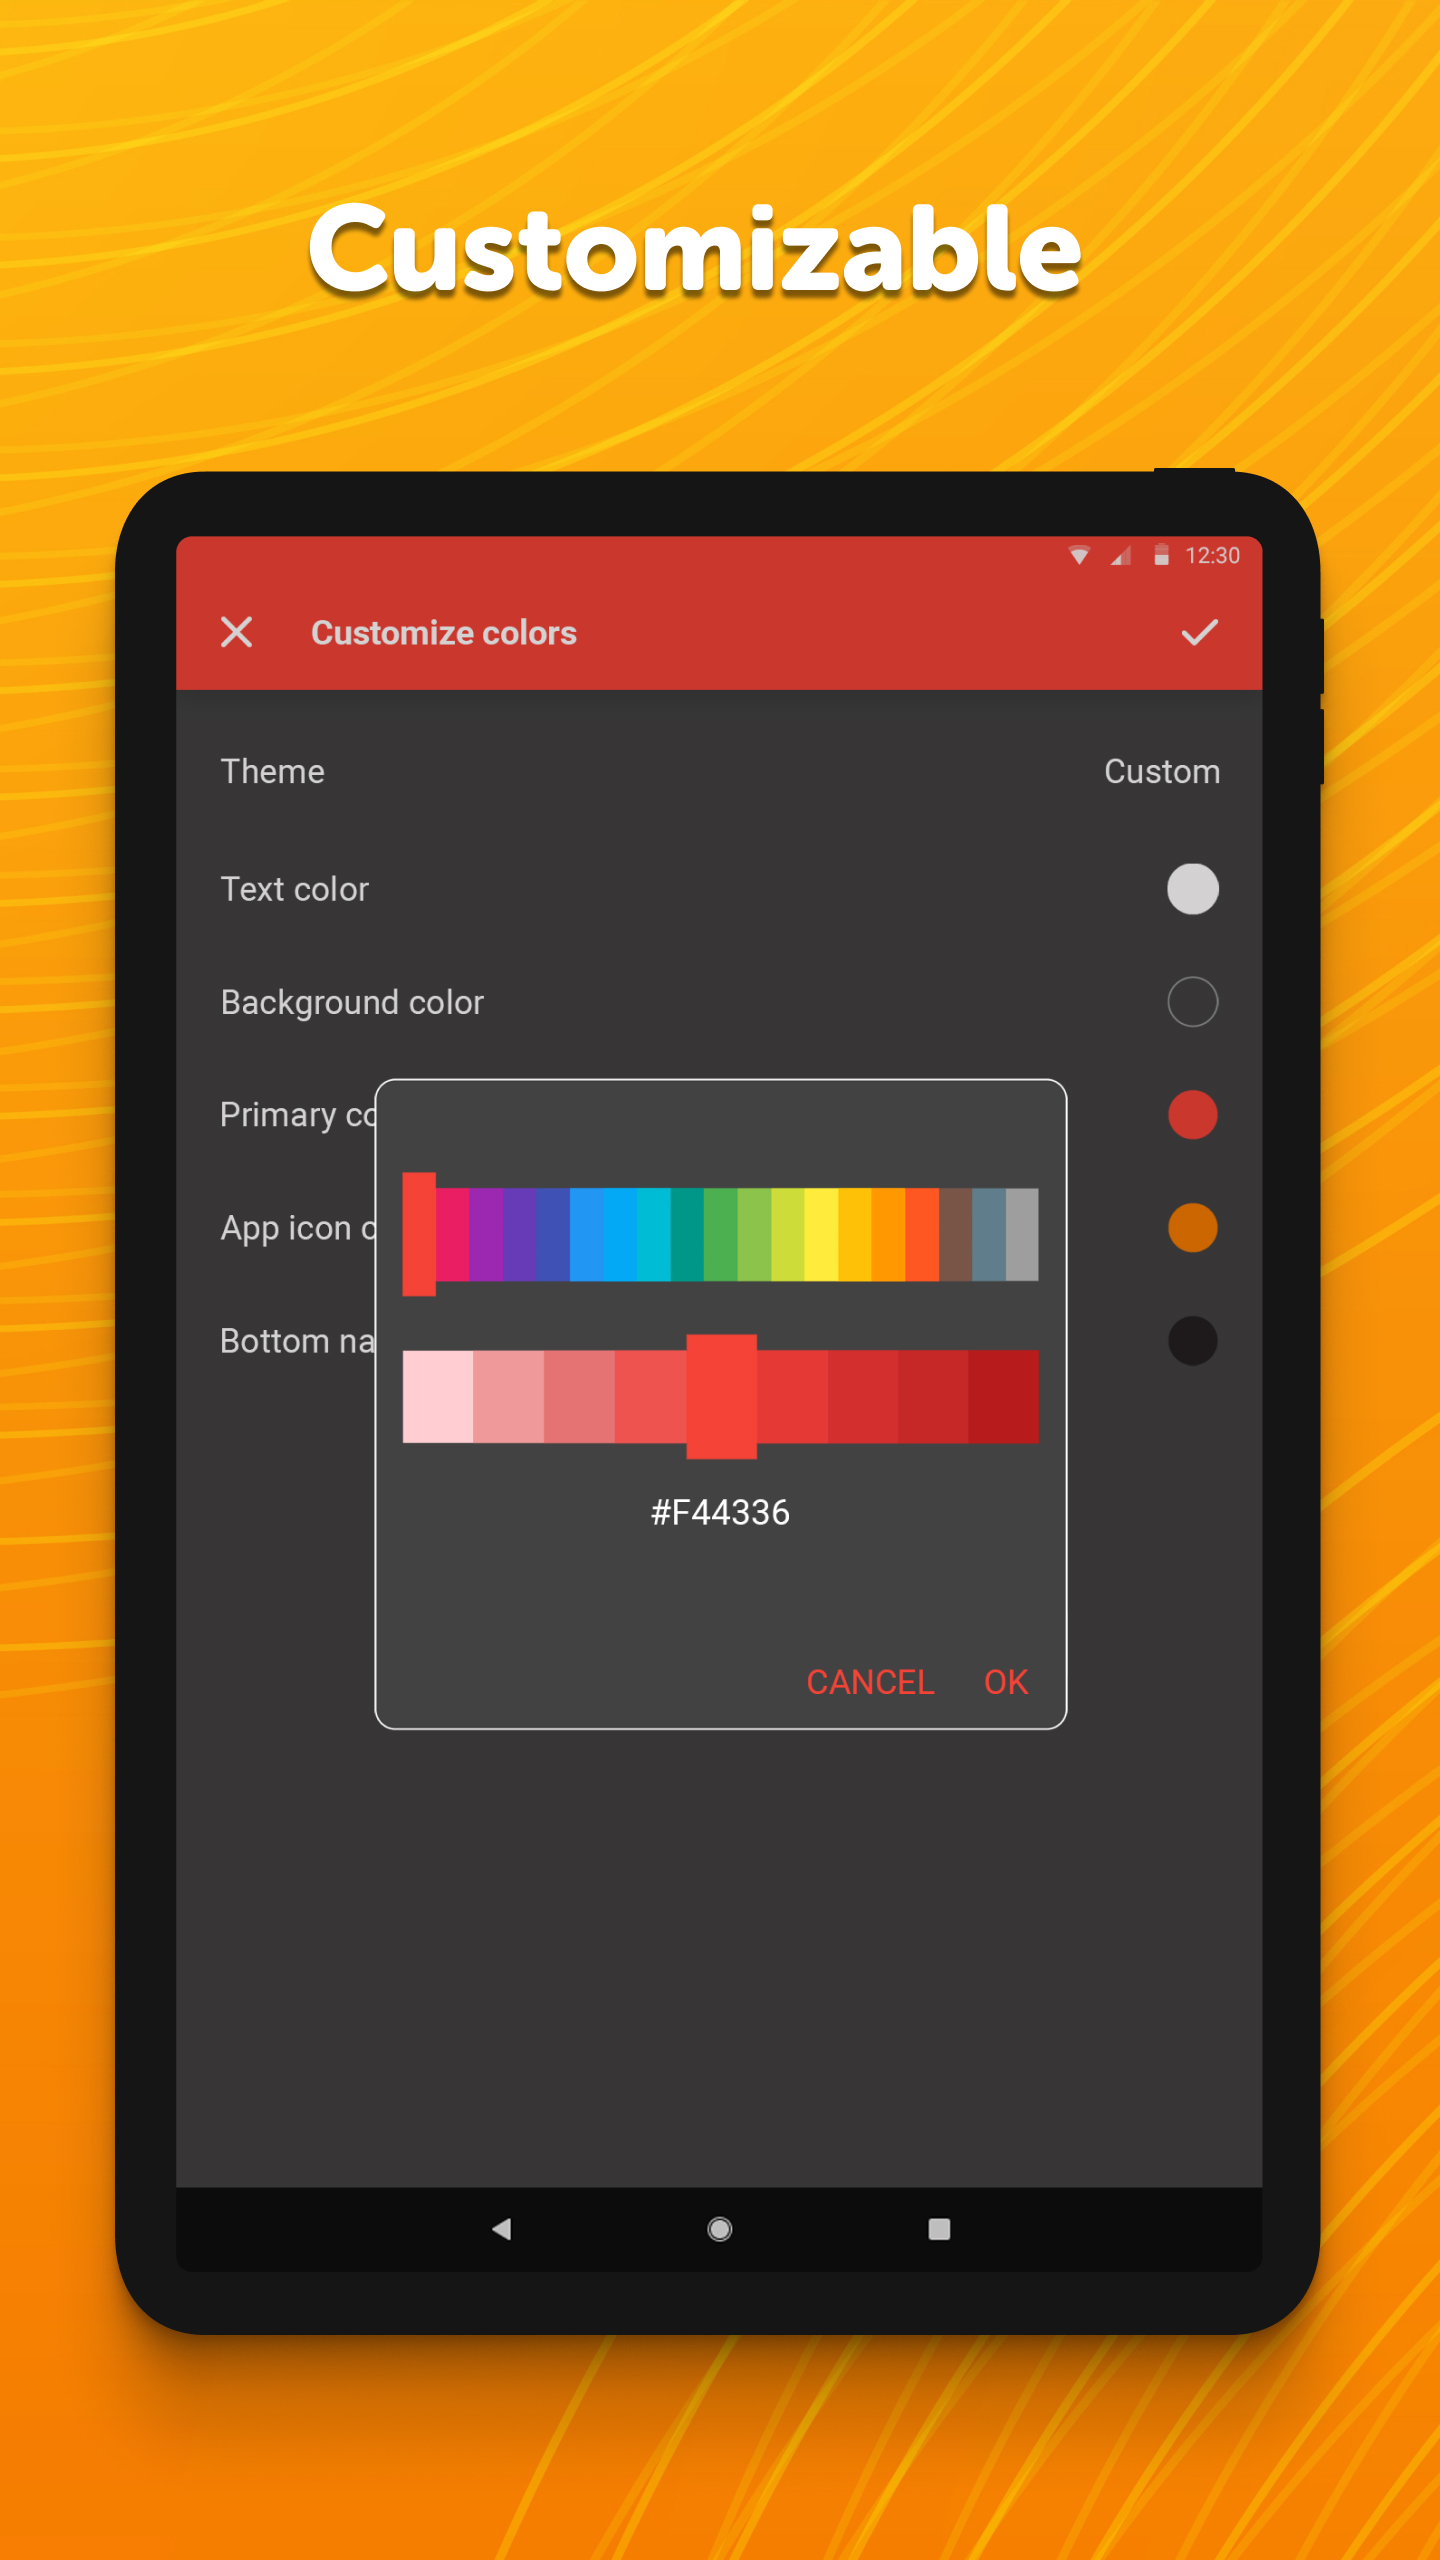 Customizable
12:30
Customize colors
Theme Custom
Text color
Background color
Primary co
App icon c
Bottom na
#F44336
CANCEL OK